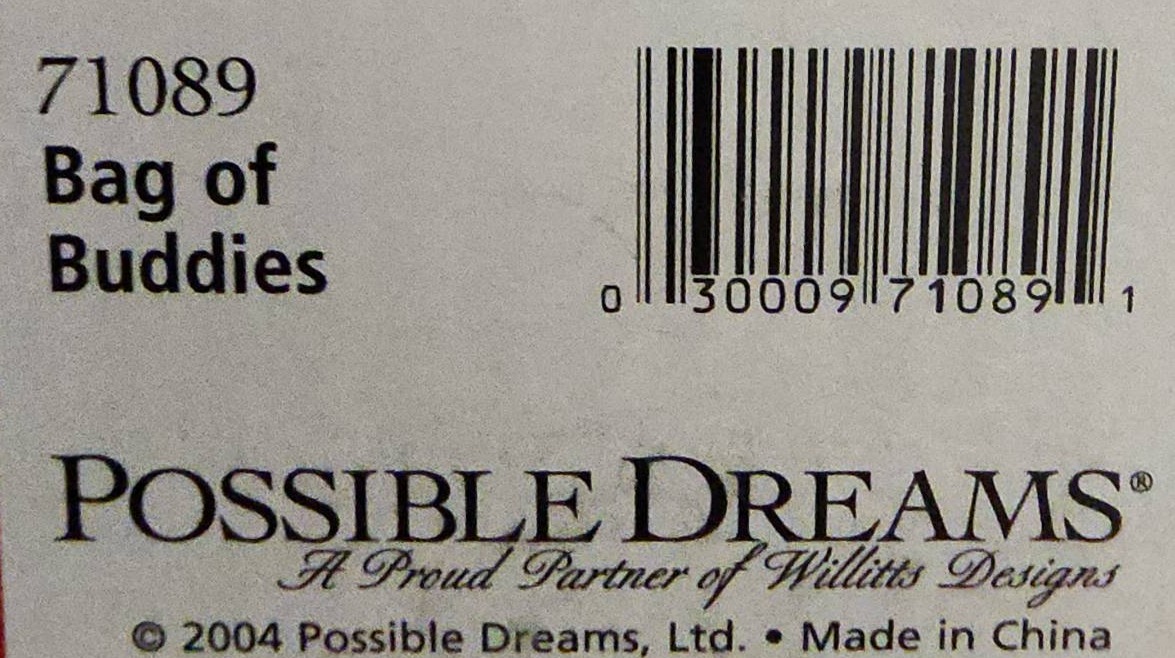 71089
Bag of
Buddies
0 30009 71089 1
POSSIBLE DREAMS®
A Proud Partner of Willitts Designs
© 2004 Possible Dreams, Ltd. • Made in China